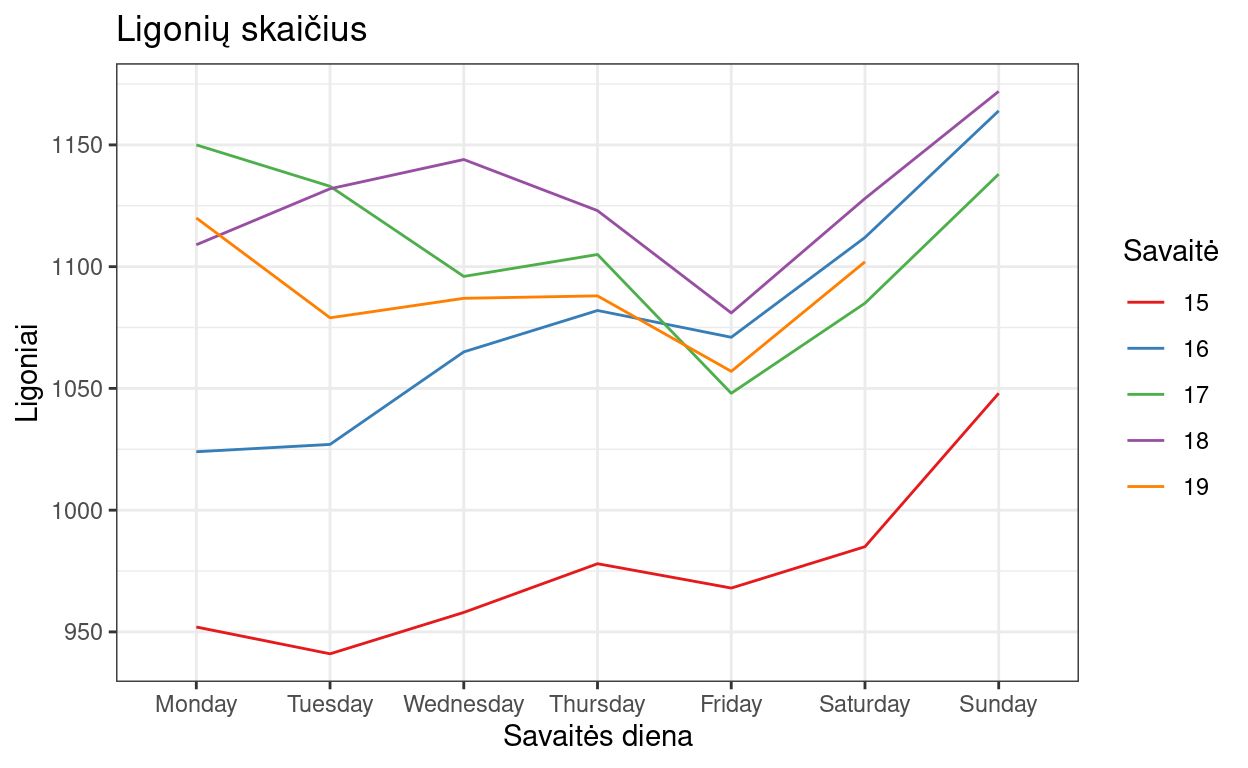 Ligonių skaičius
Ligoniai
1150
1100
1050
1000
950
Monday Tuesday Wednesday Thursday Friday Saturday Sunday
Savaitės diena
Savaitė
15
16
17
18
19